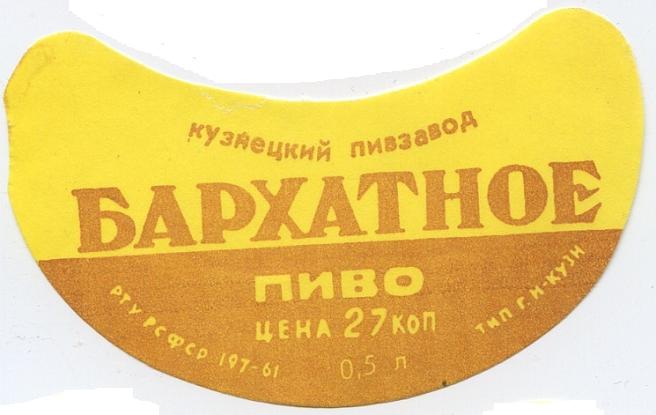 кузнецкий пивзавод
БАРХАТНОЕ
пиво
ЦЕНА 27 КОП
РТУ РСФСР 197-61
0,5 л
тип г. Н-КУЗН